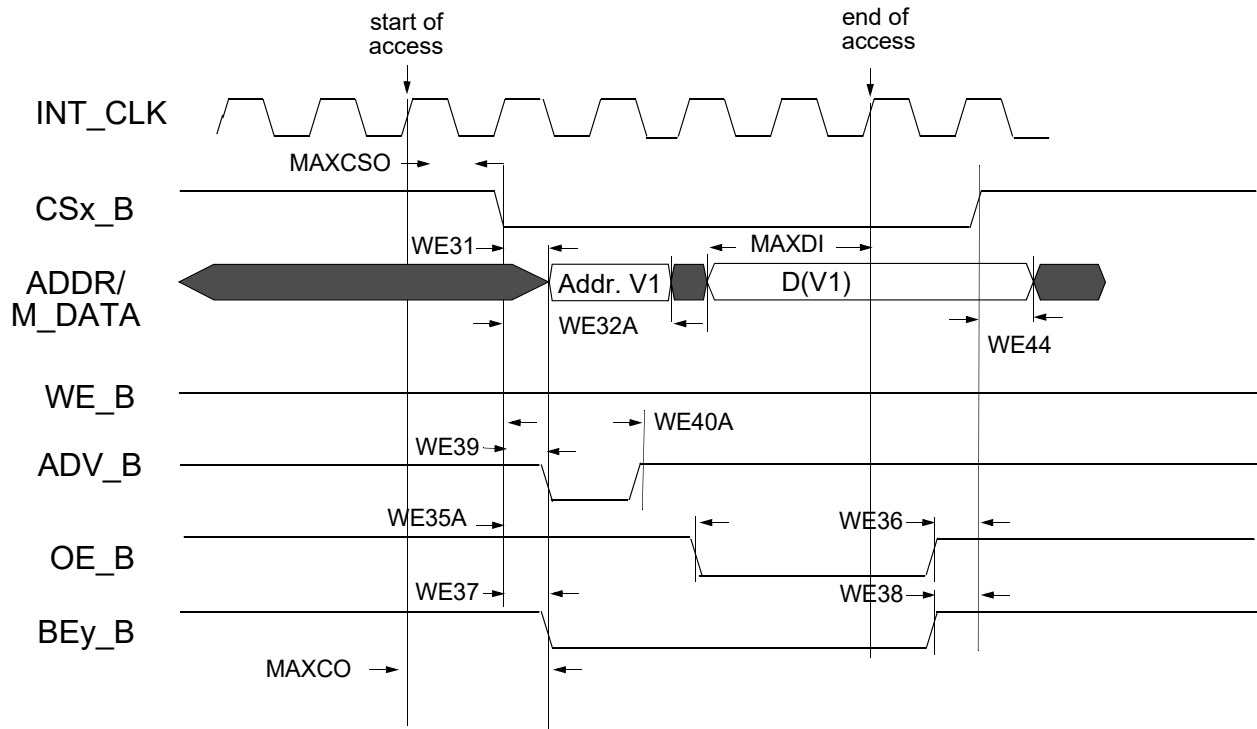 start of
access
end of
access
INT_CLK
MAXCSO
CSx_B
WE31
MAXDI
ADDR/
M_DATA
Addr. V1
D(V1)
WE32A
WE44
WE_B
WE40A
WE39
ADV_B
WE35A
WE36
OE_B
WE37
WE38
BEy_B
MAXCO